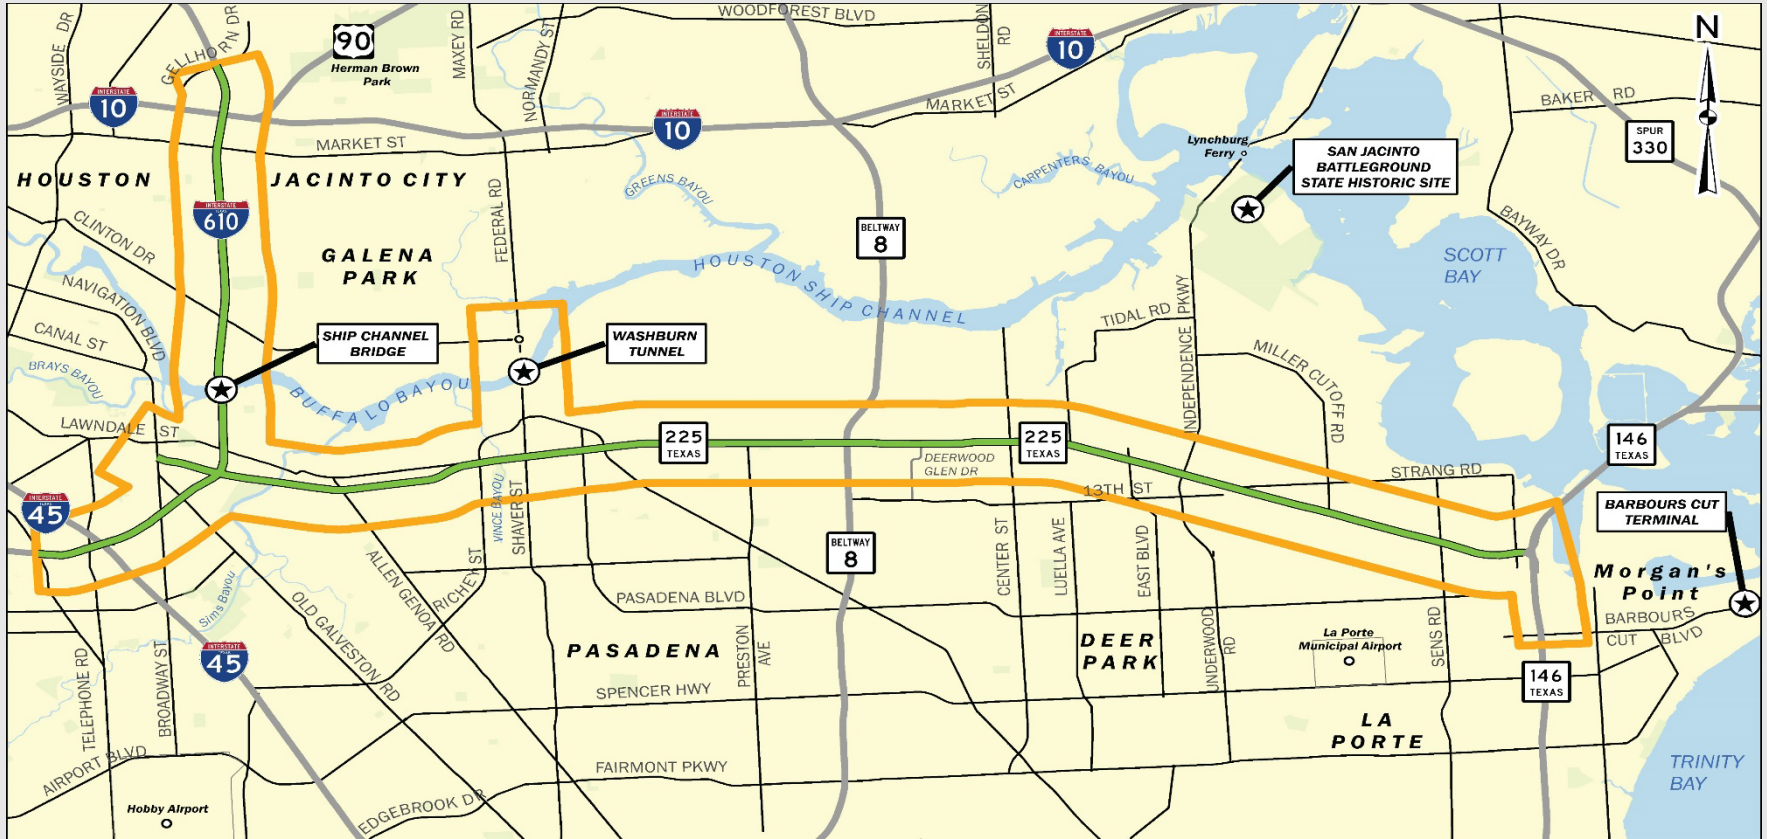 WAYSIDE DR
GELLHORN DR
90
Herman Brown
Park
MAXEY RD
NORMANDY ST
WOODFOREST BLVD
SHELDON
RD
INTERSTATE
10
N
INTERSTATE
10
MARKET ST
INTERSTATE
10
MARKET ST
BAKER RD
SPUR
330
HOUSTON
JACINTO CITY
FEDERAL RD
GREENS BAYOU
CARPENTERS BAYOU
Lynchburg
Ferry
SAN JACINTO
BATTLEGROUND
STATE HISTORIC SITE
INTERSTATE
610
CLINTON DR
GALENA
PARK
BELTWAY
8
BAYWAY DR
SCOTT
BAY
HOUSTON SHIP CHANNEL
NAVIGATION BLVD
CANAL ST
BRAYS BAYOU
SHIP CHANNEL
BRIDGE
WASHBURN
TUNNEL
TIDAL RD
INDEPENDENCE PKWY
MILLER CUTOFF RD
BUFFALO BAYOU
LAWNDALE ST
225
TEXAS
225
TEXAS
146
TEXAS
DEERWOOD
GLEN DR
STRANG RD
13TH ST
INTERSTATE
45
VINCE BAYOU
SHAVER ST
BELTWAY
8
CENTER ST
LUELLA AVE
EAST BLVD
BARBOURS CUT
TERMINAL
Morgan's
Point
Sims Bayou
ALLEN GENOA RD
RICHEY ST
OLD GALVESTON RD
PASADENA BLVD
BARBOURS
CUT BLVD
INTERSTATE
45
TELEPHONE RD
BROADWAY ST
PASADENA
PRESTON
AVE
DEER
PARK
UNDERWOOD
RD
La Porte
Municipal Airport
SENS RD
146
TEXAS
SPENCER HWY
LA
PORTE
AIRPORT BLVD
FAIRMONT PKWY
TRINITY
BAY
Hobby Airport
EDGEBROOK DR